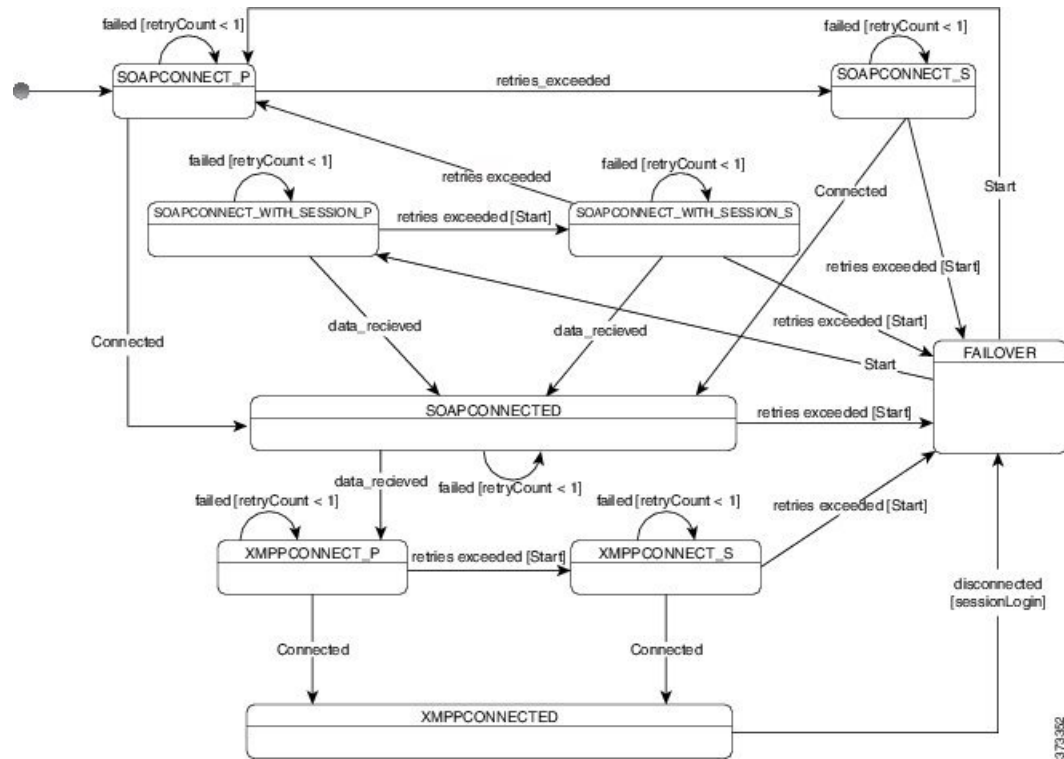 failed [retryCount < 1]
failed [retryCount < 1]
SOAPCONNECT_P
SOAPCONNECT_S
retries_exceeded
failed [retryCount < 1]
failed [retryCount < 1]
retries exceeded
Connected
Start
SOAPCONNECT_WITH_SESSION_P
retries exceeded [Start]
SOAPCONNECT_WITH_SESSION_S
retries exceeded [Start]
retries exceeded [Start]
data_recieved
data_recieved
Connected
FAILOVER
Start
SOAPCONNECTED
retries exceeded [Start]
data_recieved
failed [retryCount < 1]
failed [retryCount < 1]
failed [retryCount < 1]
retries exceeded [Start]
XMPPCONNECT_P
retries exceeded [Start]
XMPPCONNECT_S
disconnected
[sessionLogin]
Connected
Connected
XMPPCONNECTED
373352